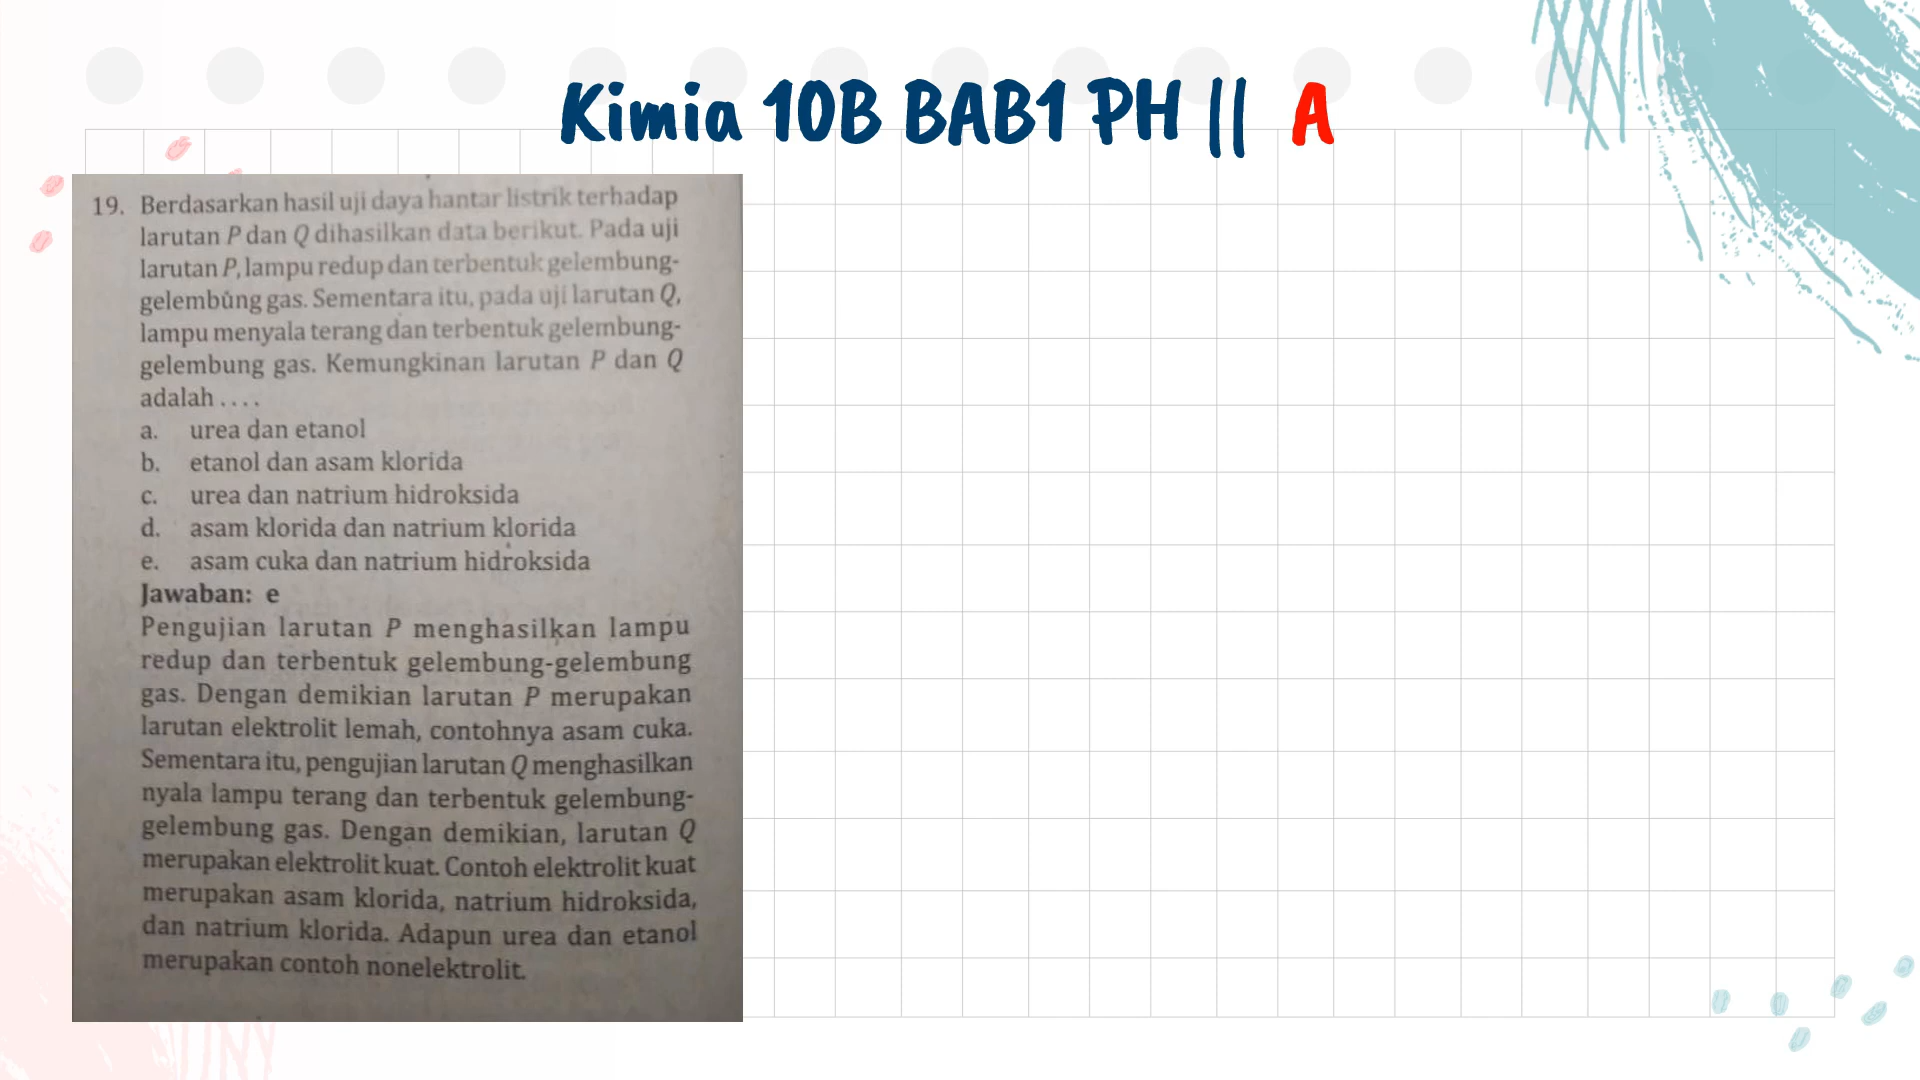 Kimia 10B BAB1 PH || A
19. Berdasarkan hasil uji daya hantar listrik terhadap
larutan P dan Q dihasilkan data berikut. Pada uji
larutan P, lampu redup dan terbentuk gelembung-
gelembung gas. Sementara itu, pada uji larutan Q,
lampu menyala terang dan terbentuk gelembung-
gelembung gas. Kemungkinan larutan P dan Q
adalah . . . .
a. urea dan etanol
b. etanol dan asam klorida
c. urea dan natrium hidroksida
d. asam klorida dan natrium klorida
e. asam cuka dan natrium hidroksida
Jawaban: e
Pengujian larutan P menghasilkan lampu
redup dan terbentuk gelembung-gelembung
gas. Dengan demikian larutan P merupakan
larutan elektrolit lemah, contohnya asam cuka.
Sementara itu, pengujian larutan Q menghasilkan
nyala lampu terang dan terbentuk gelembung-
gelembung gas. Dengan demikian, larutan Q
merupakan elektrolit kuat. Contoh elektrolit kuat
merupakan asam klorida, natrium hidroksida,
dan natrium klorida. Adapun urea dan etanol
merupakan contoh nonelektrolit.